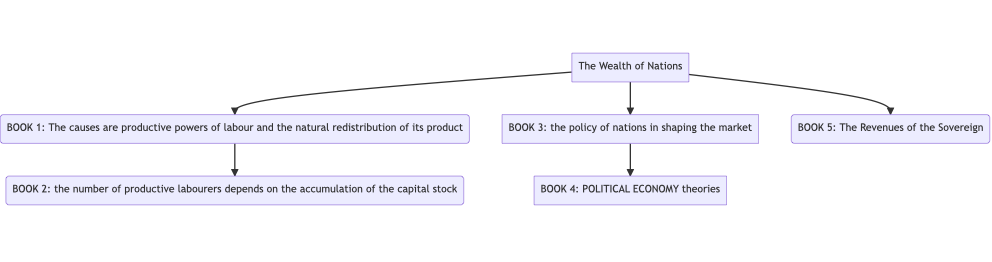 The Wealth of Nations
BOOK 1: The causes are productive powers of labour and the natural redistribution of its product
BOOK 3: the policy of nations in shaping the market
BOOK 5: The Revenues of the Sovereign
BOOK 2: the number of productive labourers depends on the accumulation of the capital stock
BOOK 4: POLITICAL ECONOMY theories